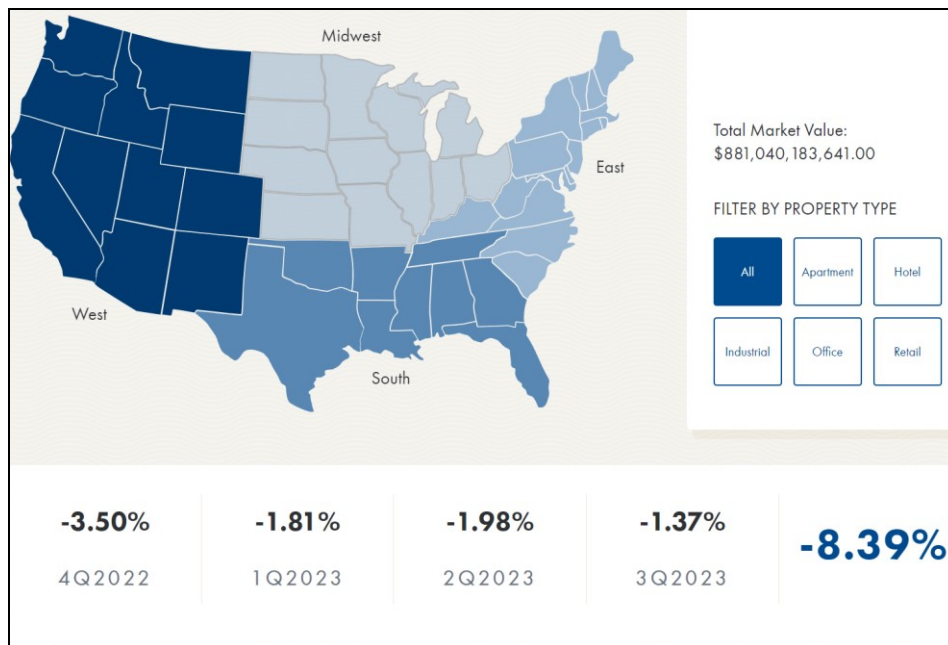 Midwest
East
West
South
Total Market Value:
$881,040,183,641.00
FILTER BY PROPERTY TYPE
All
Apartment
Hotel
Industrial
Office
Retail
-3.50%
4Q2022
-1.81%
1Q2023
-1.98%
2Q2023
-1.37%
3Q2023
-8.39%